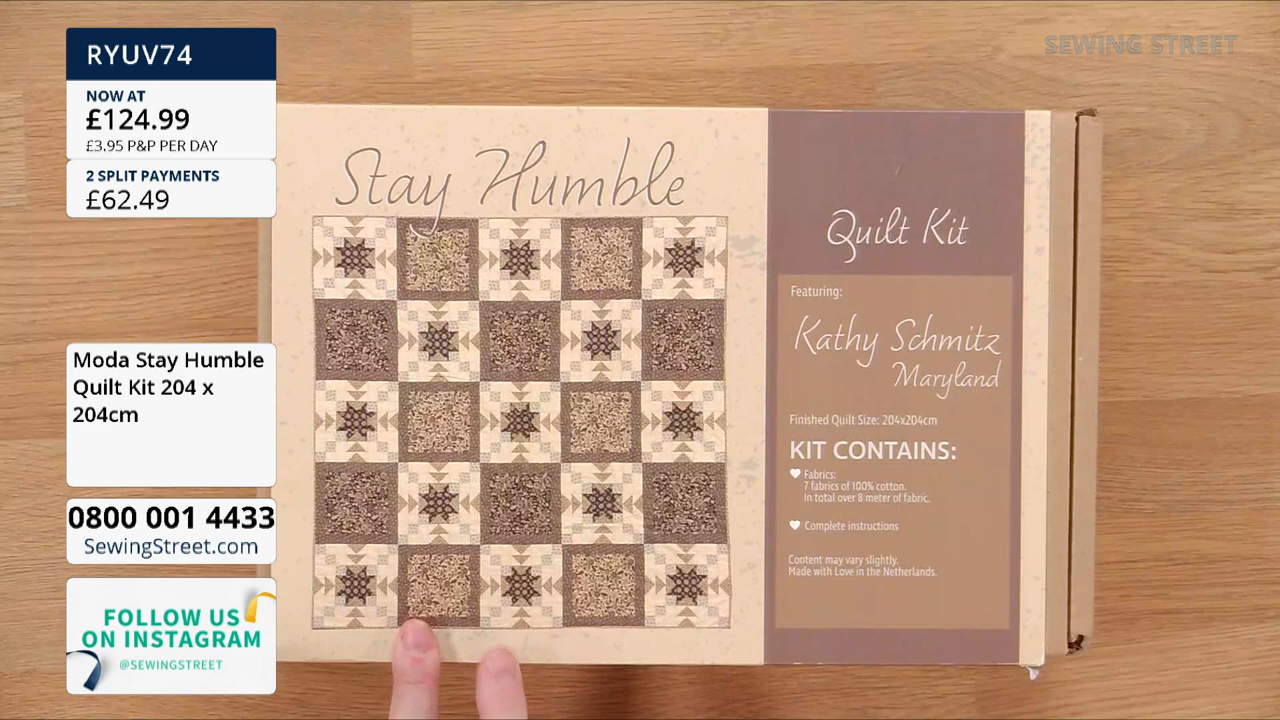 RYUV74
NOW AT
£124.99
£3.95 P&P PER DAY
2 SPLIT PAYMENTS
£62.49
Moda Stay Humble
Quilt Kit 204 x
204cm
0800 001 4433
SewingStreet.com
FOLLOW US
ON INSTAGRAM
@SEWINGSTREET
SEWING STREET
Stay Humble
Quilt Kit
Featuring:
Kathy Schmitz
Maryland
Finished Quilt Size: 204x204cm
KIT CONTAINS:
Fabrics:
7 fabrics of 100% cotton.
In total over 8 meter of fabric.
Complete instructions
Content may vary slightly.
Made with Love in the Netherlands.